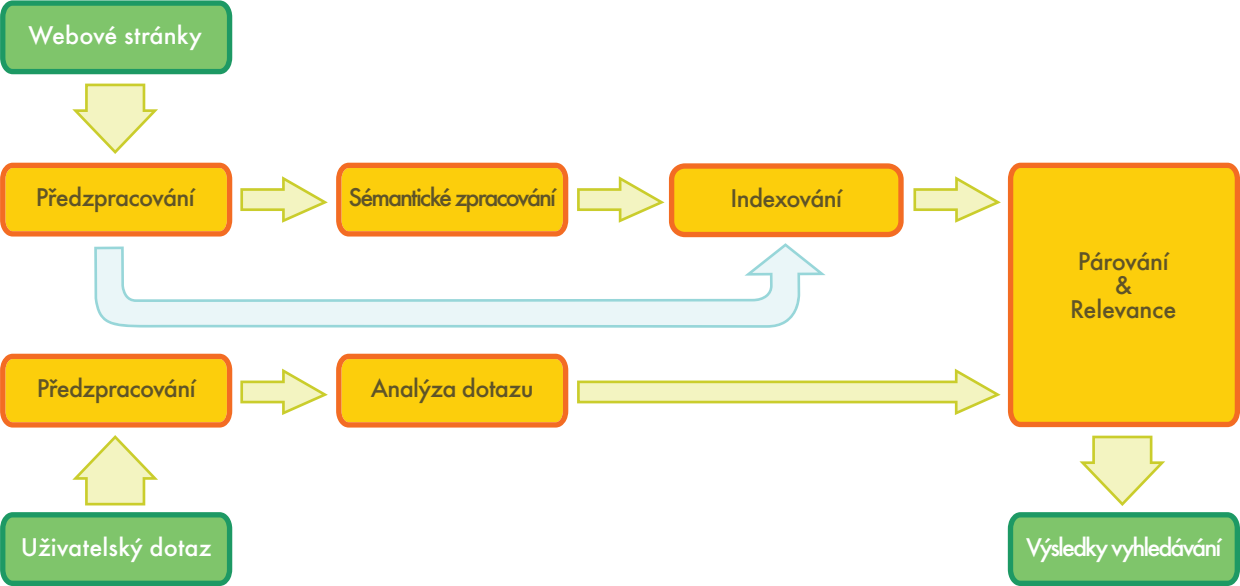 Webové stránky
Předzpracování
Sémantické zpracování
Indexování
Párování
&
Relevance
Předzpracování
Analýza dotazu
Uživatelský dotaz
Výsledky vyhledávání